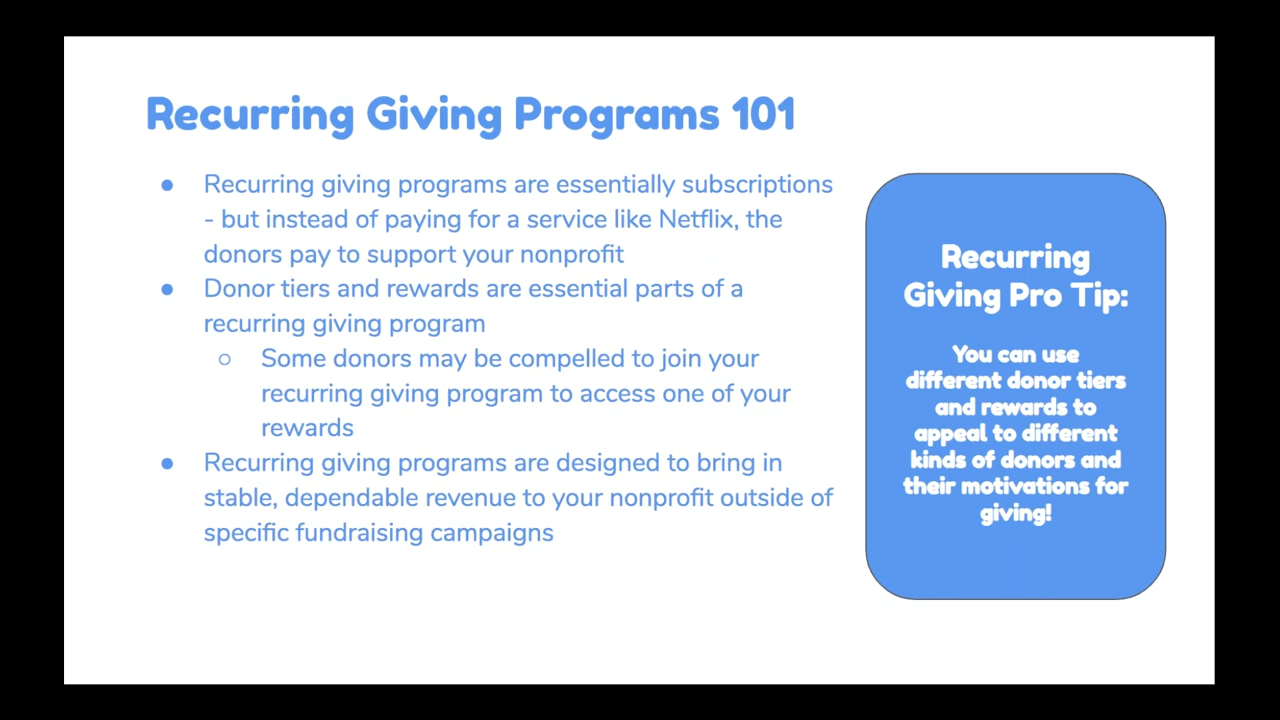 Recurring Giving Programs 101
● Recurring giving programs are essentially subscriptions
- but instead of paying for a service like Netflix, the
donors pay to support your nonprofit
● Donor tiers and rewards are essential parts of a
recurring giving program
○ Some donors may be compelled to join your
recurring giving program to access one of your
rewards
● Recurring giving programs are designed to bring in
stable, dependable revenue to your nonprofit outside of
specific fundraising campaigns
Recurring
Giving Pro Tip:
You can use
different donor tiers
and rewards to
appeal to different
kinds of donors and
their motivations for
giving!